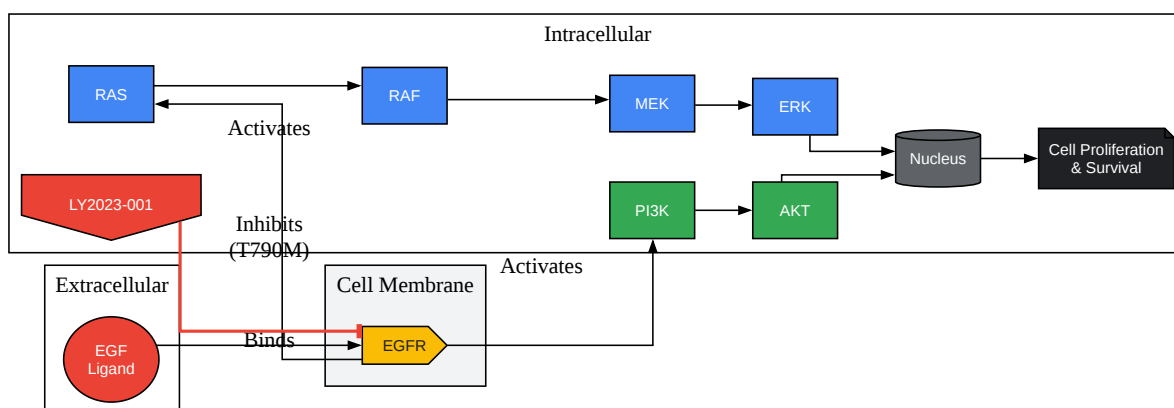 Intracellular
RAS
RAF
MEK
ERK
Activates
Nucleus
Cell Proliferation
& Survival
LY2023-001
PI3K
AKT
Inhibits
(T790M)
Activates
Extracellular
Cell Membrane
EGF
Ligand
Binds
EGFR